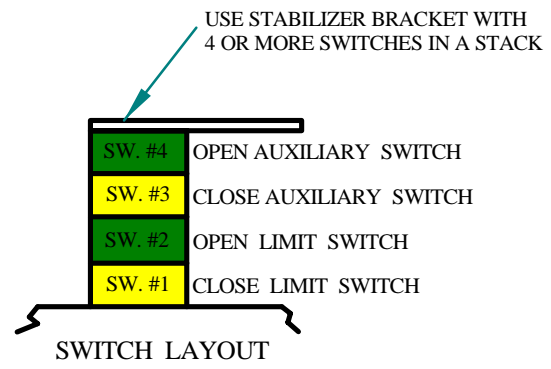 USE STABILIZER BRACKET WITH
4 OR MORE SWITCHES IN A STACK
SW. #4 OPEN AUXILIARY SWITCH
SW. #3 CLOSE AUXILIARY SWITCH
SW. #2 OPEN LIMIT SWITCH
SW. #1 CLOSE LIMIT SWITCH
SWITCH LAYOUT